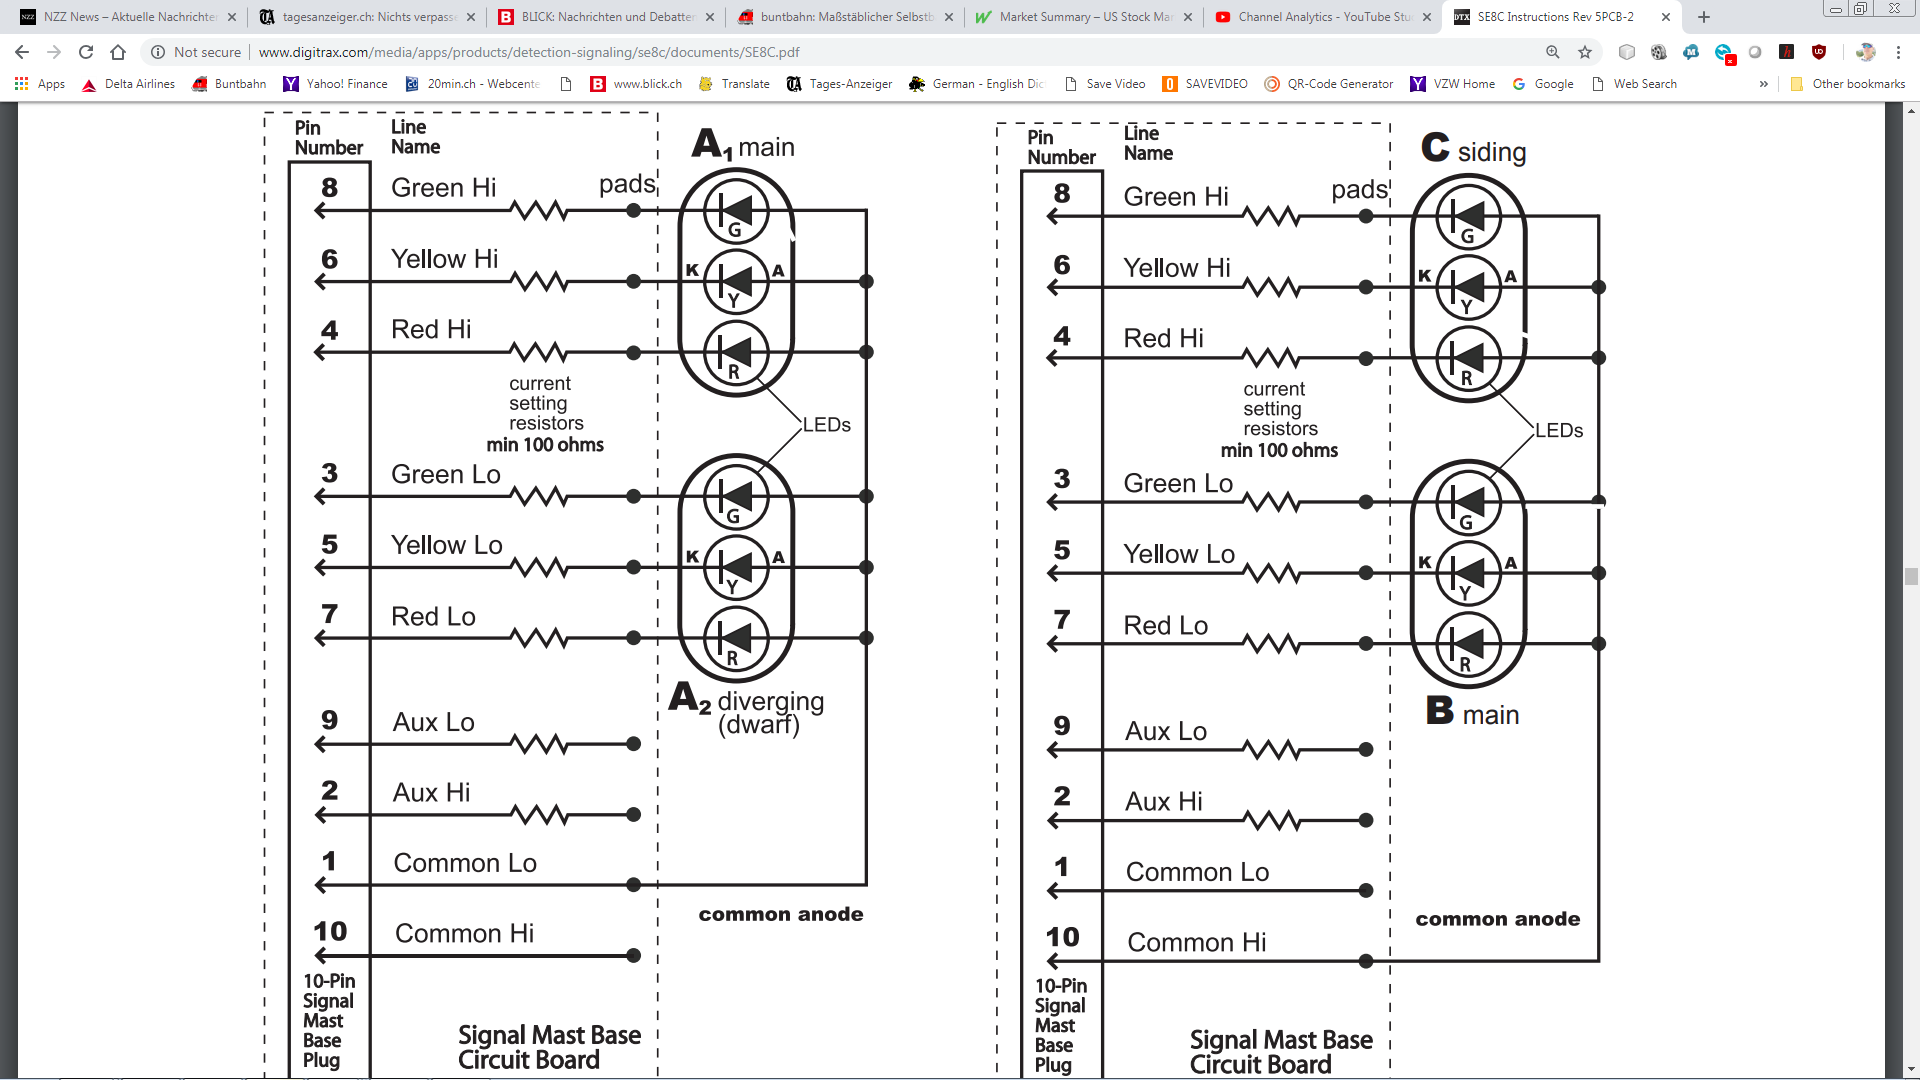 NZZ News – Aktuelle Nachrichten
tagesanzeiger.ch: Nichts verpasse
BLICK: Nachrichten und Debatten
buntbahn: Maßstäblicher Selbstb
Market Summary – US Stock Mar
Channel Analytics - YouTube Stu
SE8C Instructions Rev 5PCB-2
Not secure
www.digitrax.com/media/apps/products/detection-signaling/se8c/documents/SE8C.pdf
Apps
Delta Airlines
Buntbahn
Yahoo! Finance
20min.ch - Webcente
www.blick.ch
Translate
Tages-Anzeiger
German - English Dic
Save Video
SAVEVIDEO
QR-Code Generator
VZW Home
Google
Web Search
»
Other bookmarks
Pin
Number
Line
Name
A1 main
8
Green Hi
pads
G
6
Yellow Hi
K
A
Y
4
Red Hi
R
current
setting
resistors
min 100 ohms
LEDs
3
Green Lo
G
5
Yellow Lo
K
A
Y
7
Red Lo
R
A2 diverging
(dwarf)
9
Aux Lo
2
Aux Hi
1
Common Lo
common anode
10
Common Hi
10-Pin
Signal
Mast
Base
Plug
Signal Mast Base
Circuit Board
Pin
Number
Line
Name
C siding
8
Green Hi
pads
G
6
Yellow Hi
K
A
Y
4
Red Hi
R
current
setting
resistors
min 100 ohms
LEDs
3
Green Lo
G
5
Yellow Lo
K
A
Y
7
Red Lo
R
B main
9
Aux Lo
2
Aux Hi
1
Common Lo
common anode
10
Common Hi
10-Pin
Signal
Mast
Base
Plug
Signal Mast Base
Circuit Board